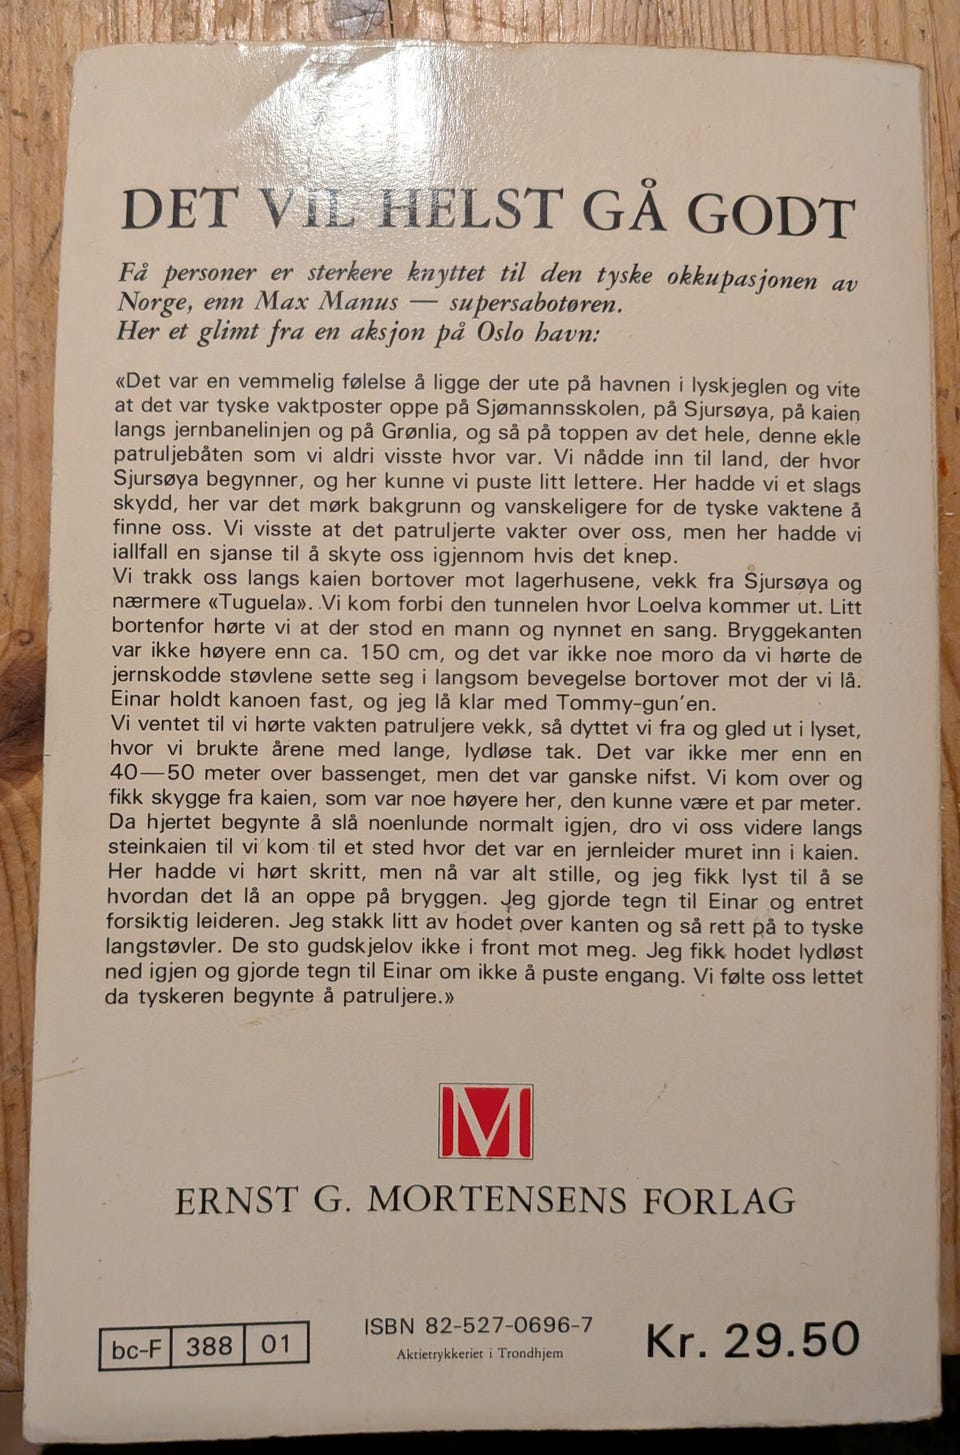 DET VIL HELST GÅ GODT
Få personer er sterkere knyttet til den tyske okkupasjonen av
Norge, enn Max Manus — supersabotøren.
Her et glimt fra en aksjon på Oslo havn:
«Det var en vemmelig følelse å ligge der ute på havnen i lyskjeglen og vite
at det var tyske vaktposter oppe på Sjømannsskolen, på Sjursøya, på kaien
langs jernbanelinjen og på Grønlia, og så på toppen av det hele, denne ekle
patruljebåten som vi aldri visste hvor var. Vi nådde inn til land, der hvor
Sjursøya begynner, og her kunne vi puste litt lettere. Her hadde vi et slags
skydd, her var det mørk bakgrunn og vanskeligere for de tyske vaktene å
finne oss. Vi visste at det patruljerte vakter over oss, men her hadde vi
iallfall en sjanse til å skyte oss igjennom hvis det knep.
Vi trakk oss langs kaien bortover mot lagerhusene, vekk fra Sjursøya og
nærmere «Tuguela». Vi kom forbi den tunnelen hvor Loelva kommer ut. Litt
bortenfor hørte vi at der stod en mann og nynnet en sang. Bryggekanten
var ikke høyere enn ca. 150 cm, og det var ikke noe moro da vi hørte de
jernskodde støvlene sette seg i langsom bevegelse bortover mot der vi lå.
Einar holdt kanoen fast, og jeg lå klar med Tommy-gun'en.
Vi ventet til vi hørte vakten patruljere vekk, så dyttet vi fra og gled ut i lyset,
hvor vi brukte årene med lange, lydløse tak. Det var ikke mer enn en
40—50 meter over bassenget, men det var ganske nifst. Vi kom over og
fikk skygge fra kaien, som var noe høyere her, den kunne være et par meter.
Da hjertet begynte å slå noenlunde normalt igjen, dro vi oss videre langs
steinkaien til vi kom til et sted hvor det var en jernleider muret inn i kaien.
Her hadde vi hørt skritt, men nå var alt stille, og jeg fikk lyst til å se
hvordan det lå an oppe på bryggen. Jeg gjorde tegn til Einar og entret
forsiktig leideren. Jeg stakk litt av hodet over kanten og så rett på to tyske
langstøvler. De sto gudskjelov ikke i front mot meg. Jeg fikk hodet lydløst
ned igjen og gjorde tegn til Einar om ikke å puste engang. Vi følte oss lettet
da tyskeren begynte å patruljere.»
M
ERNST G. MORTENSENS FORLAG
bc-F 388 01
ISBN 82-527-0696-7
Aktietrykkeriet i Trondhjem
Kr. 29.50